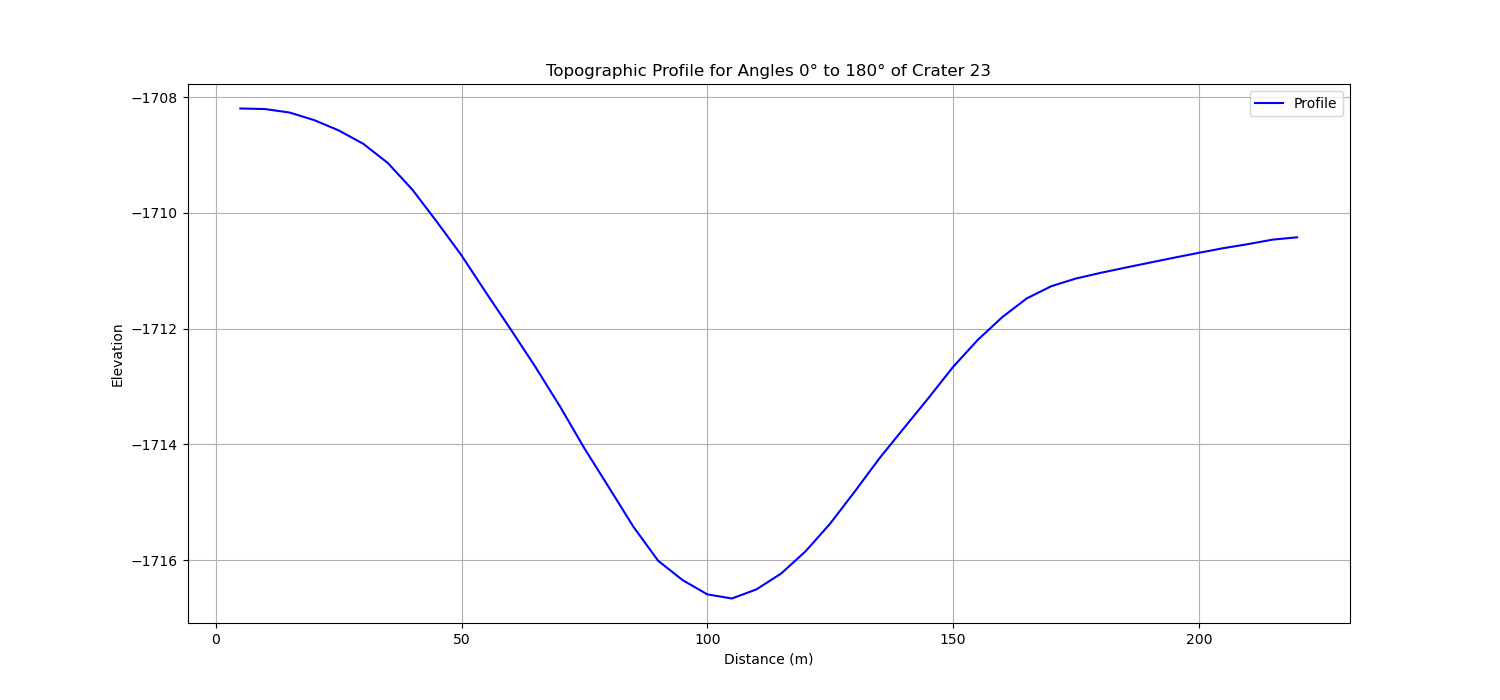 Topographic Profile for Angles 0° to 180° of Crater 23
Profile
−1708
−1710
−1712
−1714
−1716
Elevation
0
50
100
150
200
Distance (m)